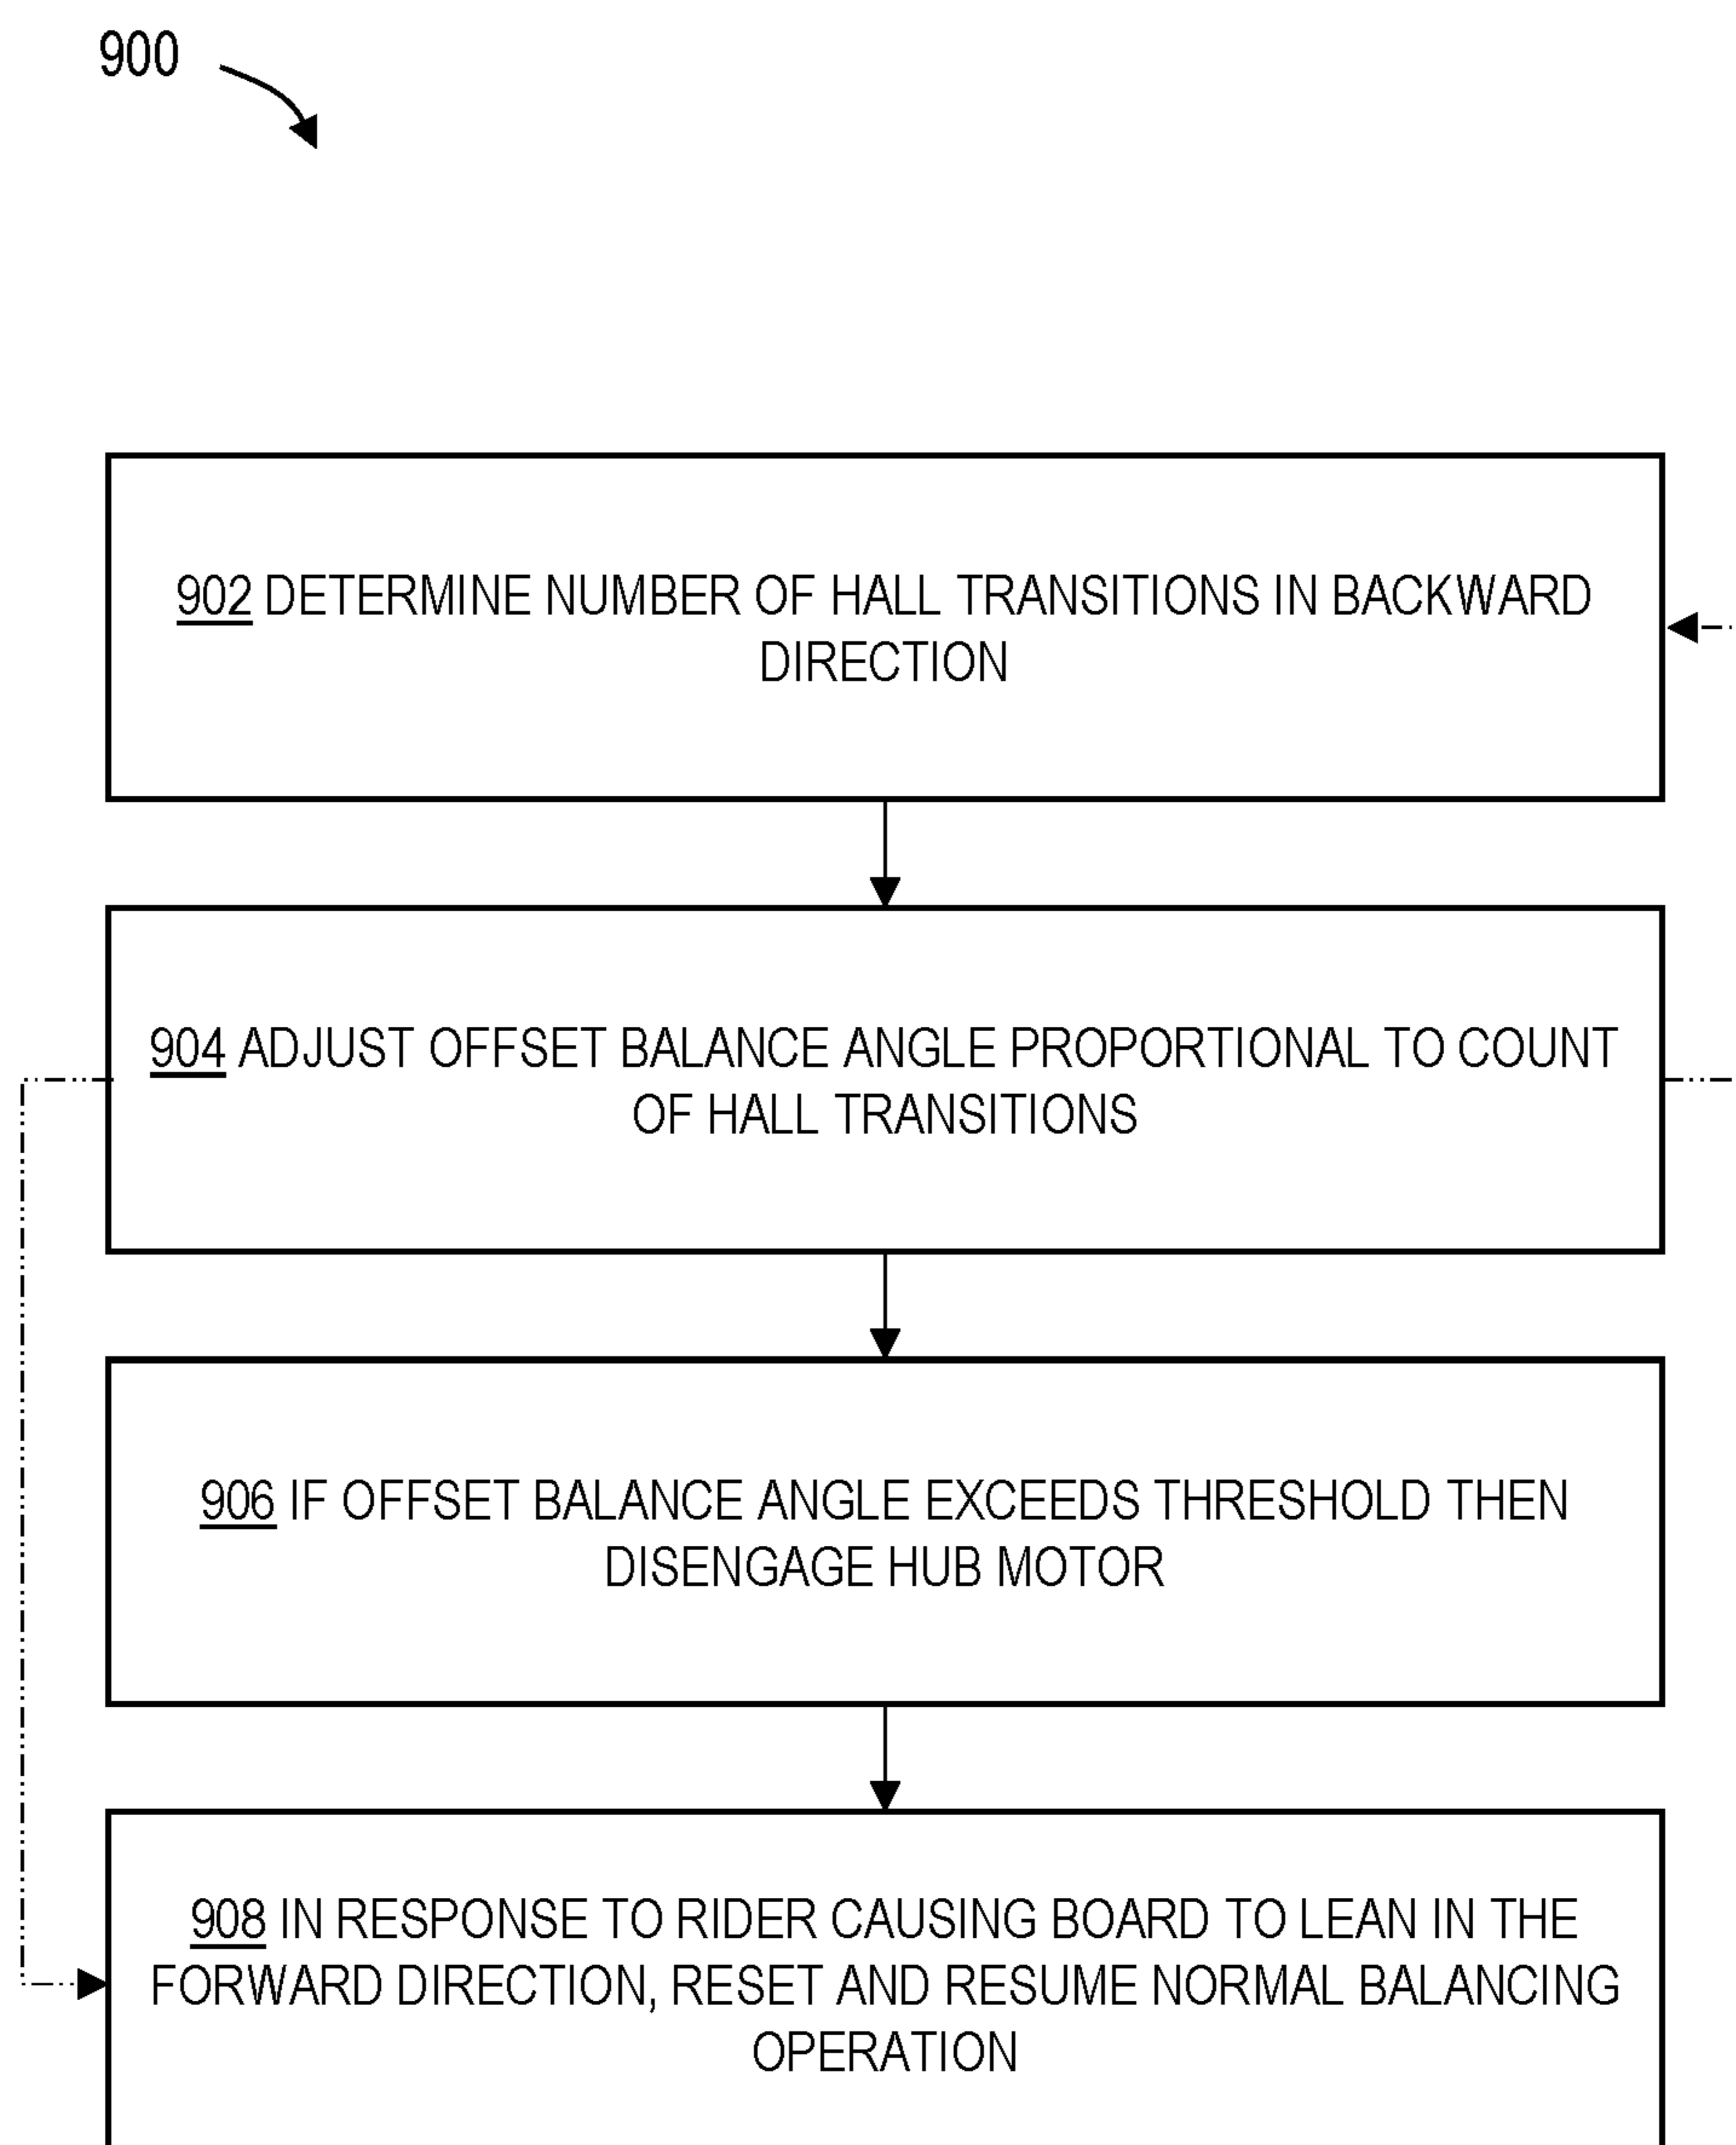 900
902 DETERMINE NUMBER OF HALL TRANSITIONS IN BACKWARD
DIRECTION
904 ADJUST OFFSET BALANCE ANGLE PROPORTIONAL TO COUNT
OF HALL TRANSITIONS
906 IF OFFSET BALANCE ANGLE EXCEEDS THRESHOLD THEN
DISENGAGE HUB MOTOR
908 IN RESPONSE TO RIDER CAUSING BOARD TO LEAN IN THE
FORWARD DIRECTION, RESET AND RESUME NORMAL BALANCING
OPERATION